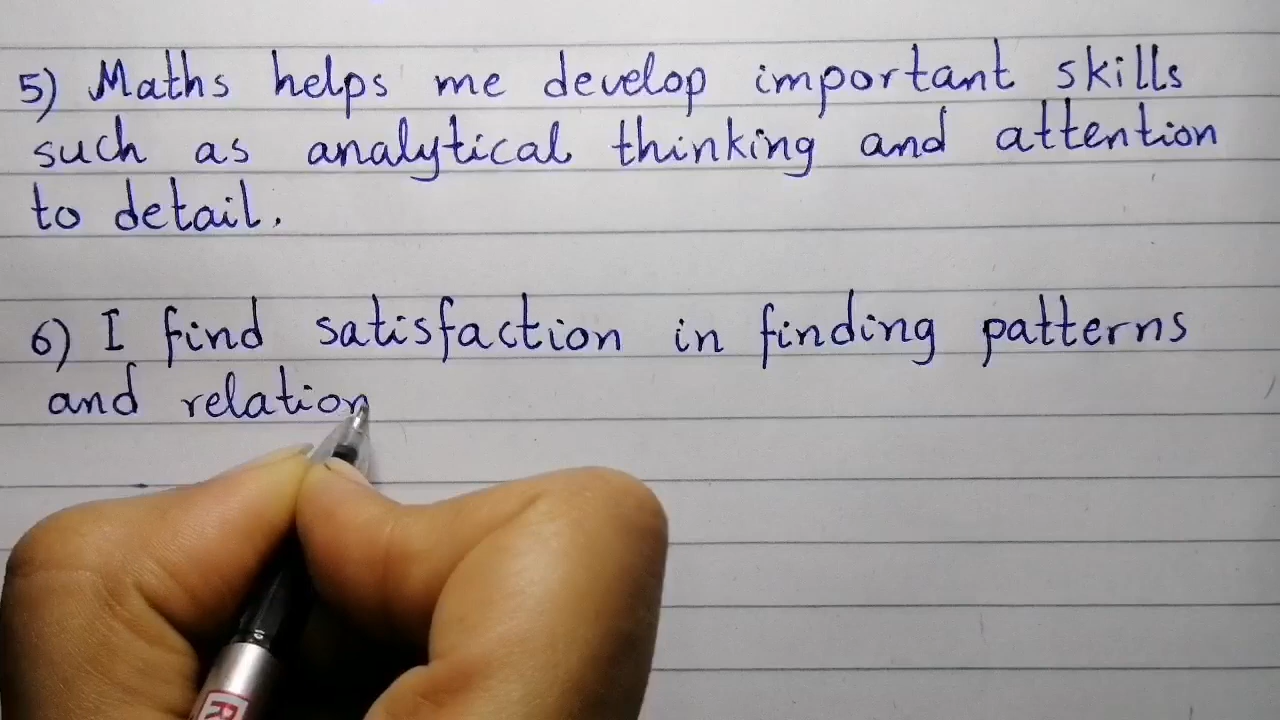 5) Maths helps me develop important skills
such as analytical thinking and attention
to detail.
6) I find satisfaction in finding patterns
and relation
R